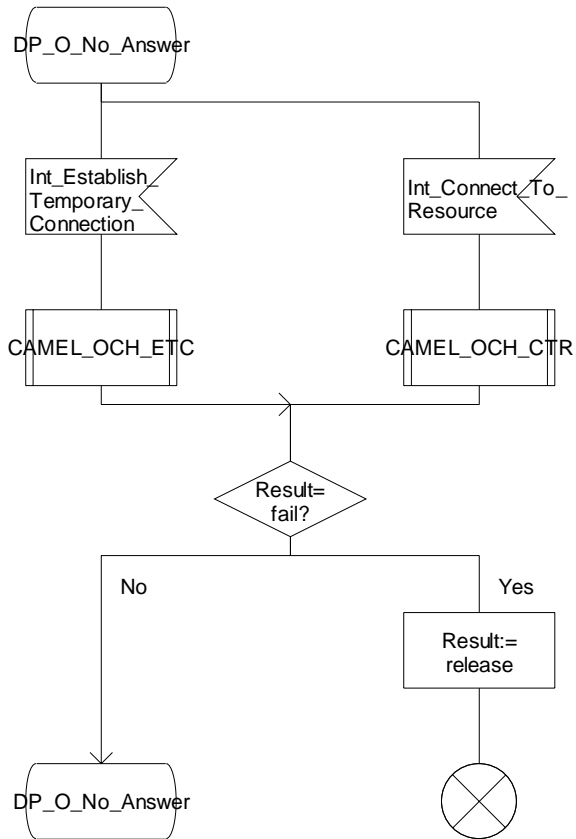 DP_O_No_Answer
Int_Establish_
Temporary_
Connection
Int_Connect_To_
Resource
CAMEL_OCH_ETC
CAMEL_OCH_CTR
Result=
fail?
No
Yes
Result:=
release
DP_O_No_Answer